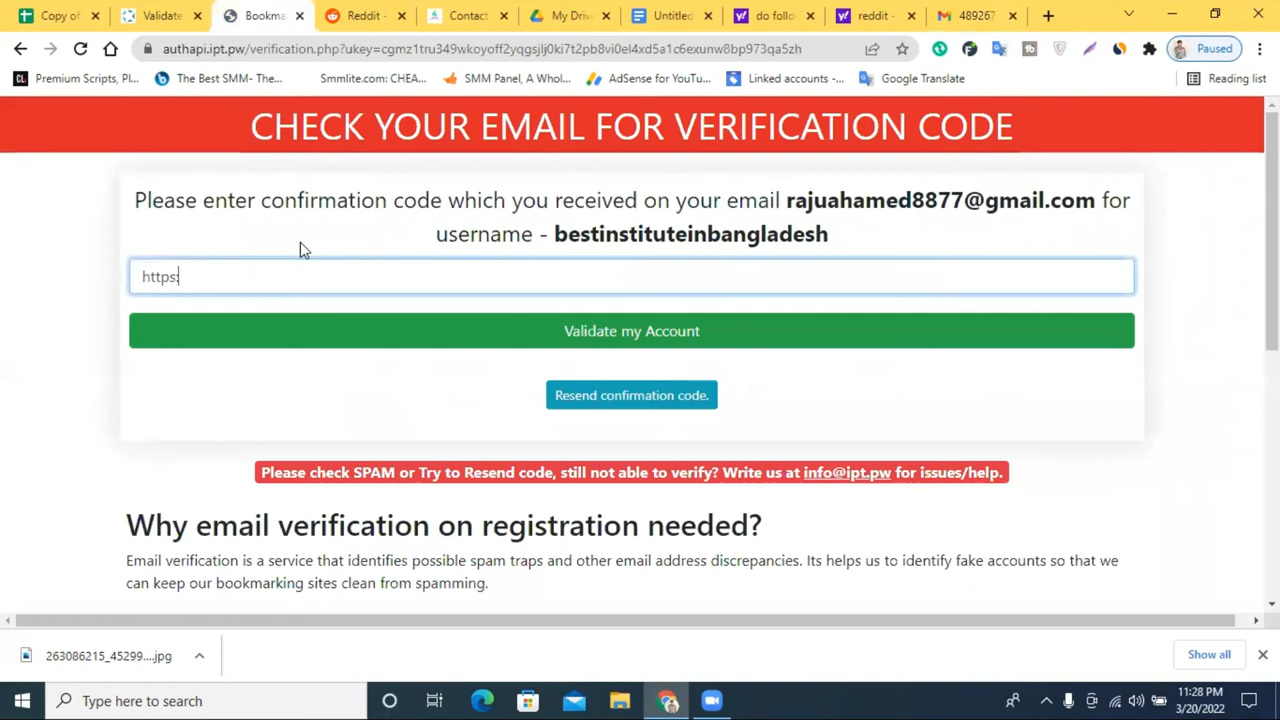 Copy of
Validate
Bookma
Reddit -
Contact
My Driv
Untitled
do follo
reddit -
489267
authapi.ipt.pw/verification.php?ukey=cgmz1tru349wkoyoff2yqgsjlj0ki7t2pb8vi0el4xd5a1c6exunw8bp973qa5zh
Paused
Premium Scripts, Pl...
The Best SMM- The...
Smmlite.com: CHEA...
SMM Panel, A Whol...
AdSense for YouTu...
Linked accounts -...
Google Translate
Reading list
CHECK YOUR EMAIL FOR VERIFICATION CODE
Please enter confirmation code which you received on your email rajuahamed8877@gmail.com for
username - bestinstituteinbangladesh
https:
Validate my Account
Resend confirmation code.
Please check SPAM or Try to Resend code, still not able to verify? Write us at info@ipt.pw for issues/help.
Why email verification on registration needed?
Email verification is a service that identifies possible spam traps and other email address discrepancies. Its helps us to identify fake accounts so that we
can keep our bookmarking sites clean from spamming.
263086215_45299....jpg
Show all
Type here to search
11:28 PM
3/20/2022